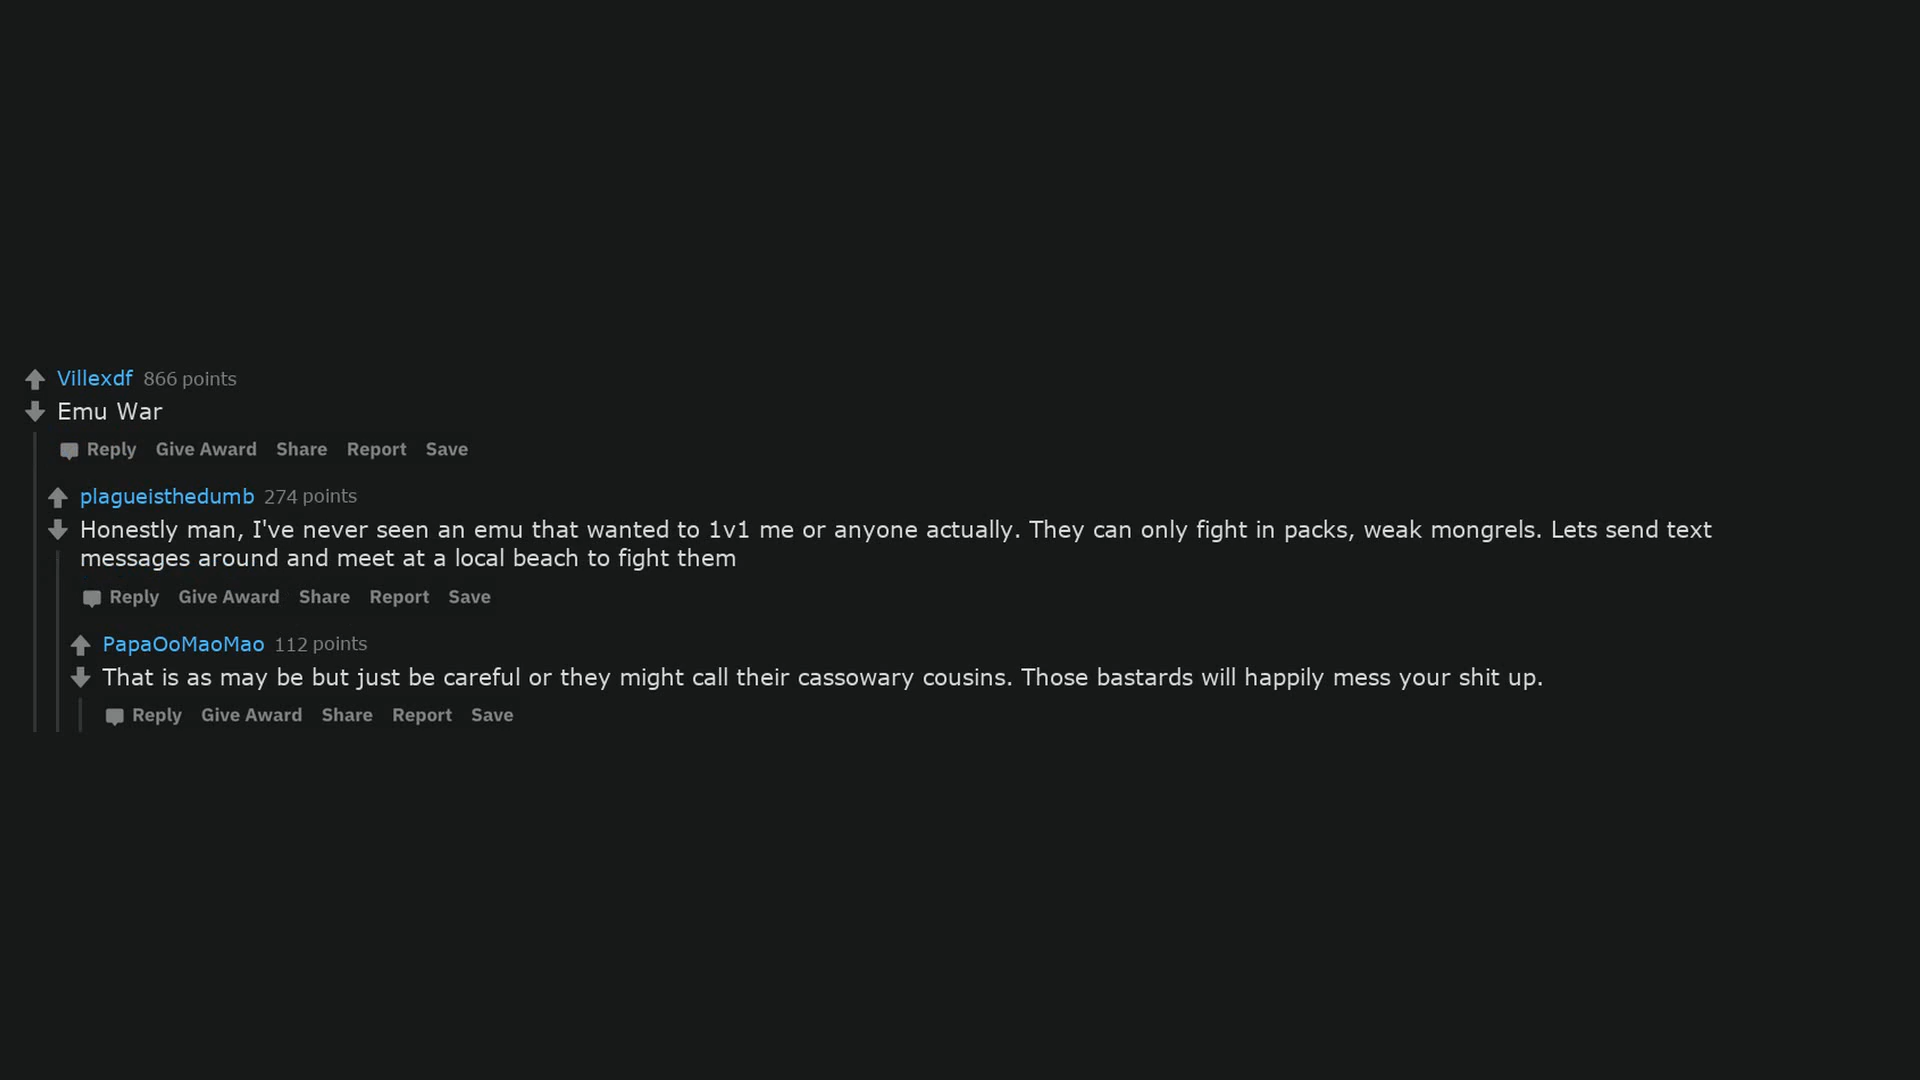 Villexdf 866 points
Emu War
Reply Give Award Share Report Save
plagueisthedumb 274 points
Honestly man, I've never seen an emu that wanted to 1v1 me or anyone actually. They can only fight in packs, weak mongrels. Lets send text
messages around and meet at a local beach to fight them
Reply Give Award Share Report Save
PapaOoMaoMao 112 points
That is as may be but just be careful or they might call their cassowary cousins. Those bastards will happily mess your shit up.
Reply Give Award Share Report Save